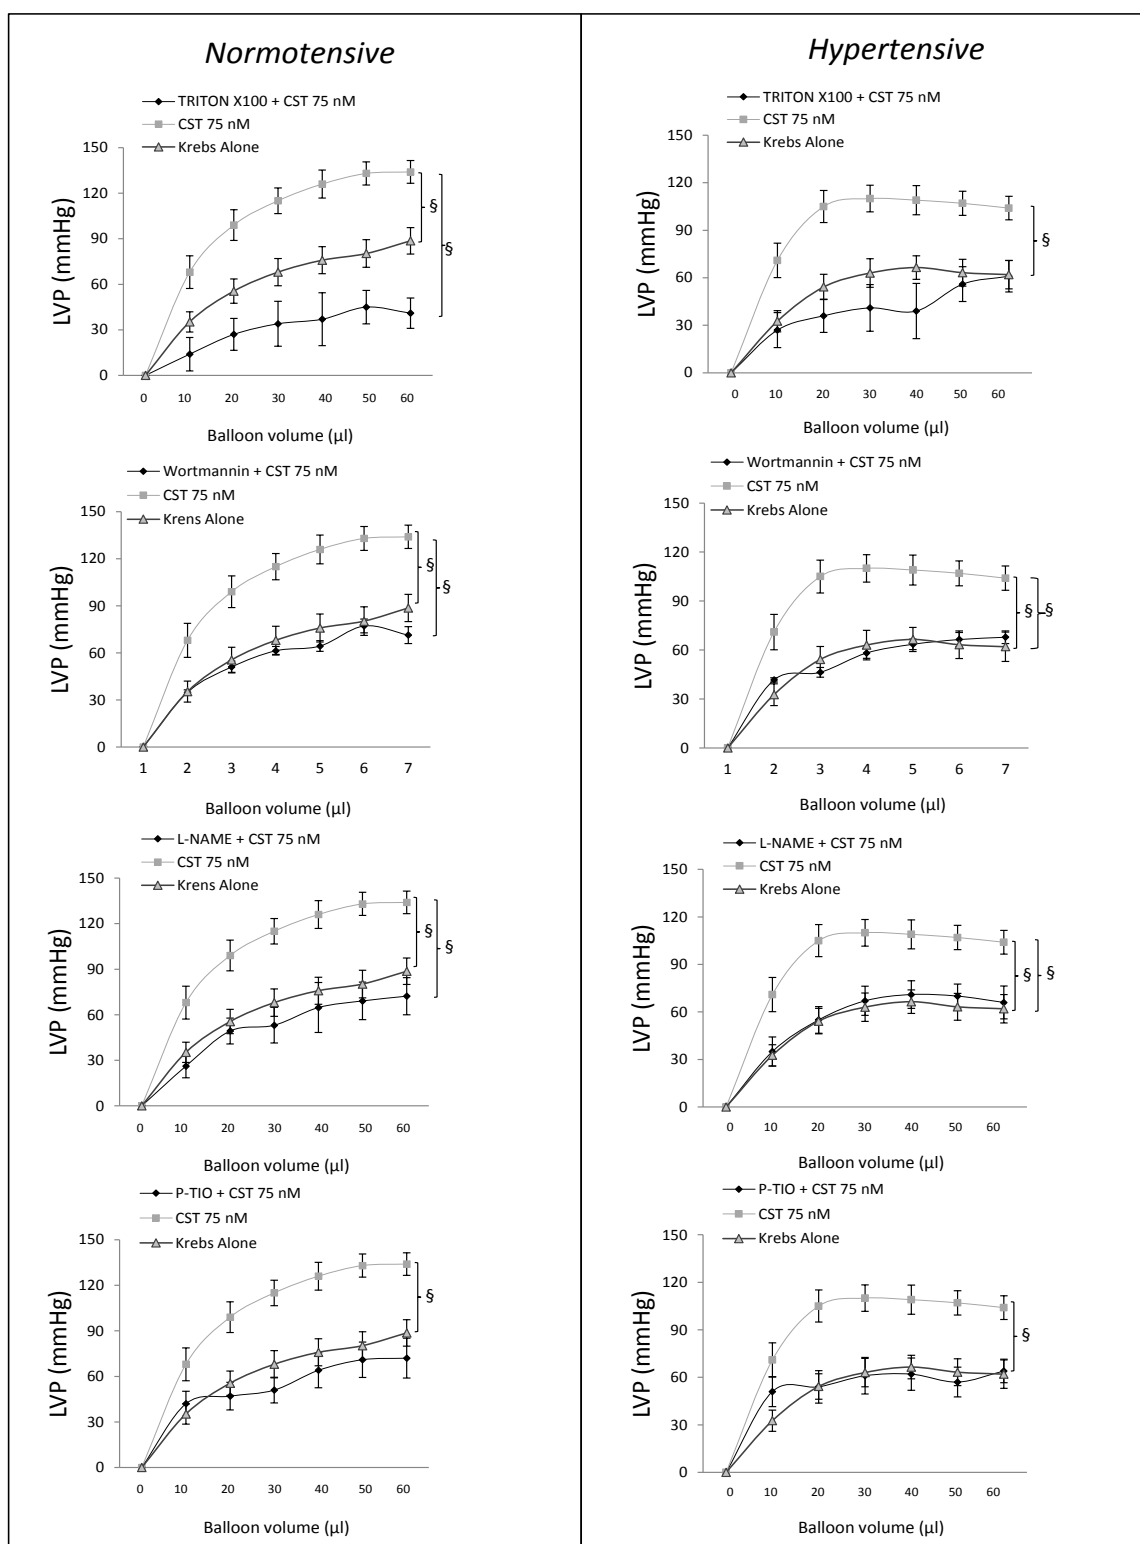 Normotensive
TRITON X100 + CST 75 nM
CST 75 nM
Krebs Alone
150
120
90
60
30
0
LVP (mmHg)
§
§
0 10 20 30 40 50 60
Balloon volume (µl)
Wortmannin + CST 75 nM
CST 75 nM
Krens Alone
150
120
90
60
30
0
LVP (mmHg)
§
§
1 2 3 4 5 6 7
Balloon volume (µl)
L-NAME + CST 75 nM
CST 75 nM
Krens Alone
150
120
90
60
30
0
LVP (mmHg)
§
§
0 10 20 30 40 50 60
Balloon volume (µl)
P-TIO + CST 75 nM
CST 75 nM
Krebs Alone
150
120
90
60
30
0
LVP (mmHg)
§
0 10 20 30 40 50 60
Balloon volume (µl)
Hypertensive
TRITON X100 + CST 75 nM
CST 75 nM
Krebs Alone
150
120
90
60
30
0
LVP (mmHg)
§
0 10 20 30 40 50 60
Balloon volume (µl)
Wortmannin + CST 75 nM
CST 75 nM
Krebs Alone
150
120
90
60
30
0
LVP (mmHg)
§ §
1 2 3 4 5 6 7
Balloon volume (µl)
L-NAME + CST 75 nM
CST 75 nM
Krebs Alone
150
120
90
60
30
0
LVP (mmHg)
§ §
0 10 20 30 40 50 60
Balloon volume (µl)
P-TIO + CST 75 nM
CST 75 nM
Krebs Alone
150
120
90
60
30
0
LVP (mmHg)
§
0 10 20 30 40 50 60
Balloon volume (µl)